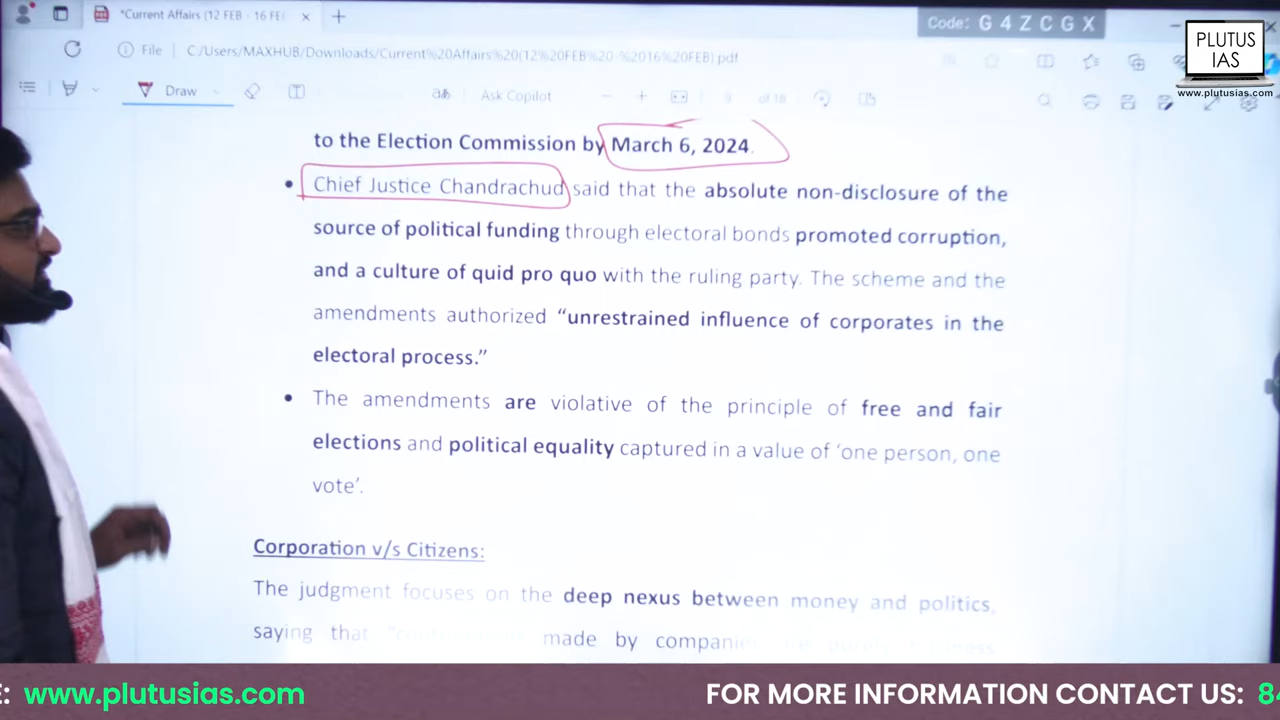 *Current Affairs (12 FEB - 16 FE
Code: G 4 Z C G X
PLUTUS
IAS
www.plutusias.com
File | C:/Users/MAXHUB/Downloads/Current%20Affairs%20(12%20FEB%20-%2016%20FEB).pdf
Draw
Ask Copilot
9 of 18
to the Election Commission by March 6, 2024.
• Chief Justice Chandrachud said that the absolute non-disclosure of the
source of political funding through electoral bonds promoted corruption,
and a culture of quid pro quo with the ruling party. The scheme and the
amendments authorized “unrestrained influence of corporates in the
electoral process.”
• The amendments are violative of the principle of free and fair
elections and political equality captured in a value of ‘one person, one
vote’.
Corporation v/s Citizens:
The judgment focuses on the deep nexus between money and politics,
saying that made by companies
E: www.plutusias.com FOR MORE INFORMATION CONTACT US: 84